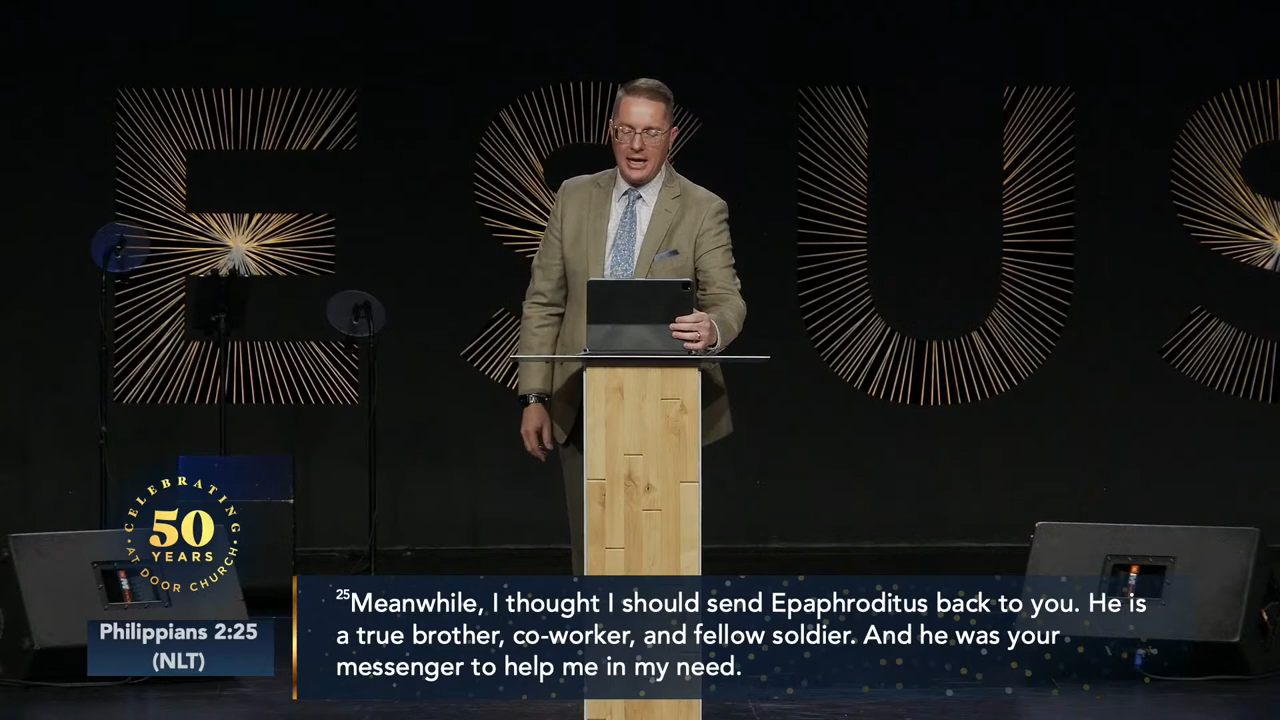 ESUS
CELEBRATING
50
YEARS
AT DOOR CHURCH
Philippians 2:25
(NLT)
25Meanwhile, I thought I should send Epaphroditus back to you. He is
a true brother, co-worker, and fellow soldier. And he was your
messenger to help me in my need.